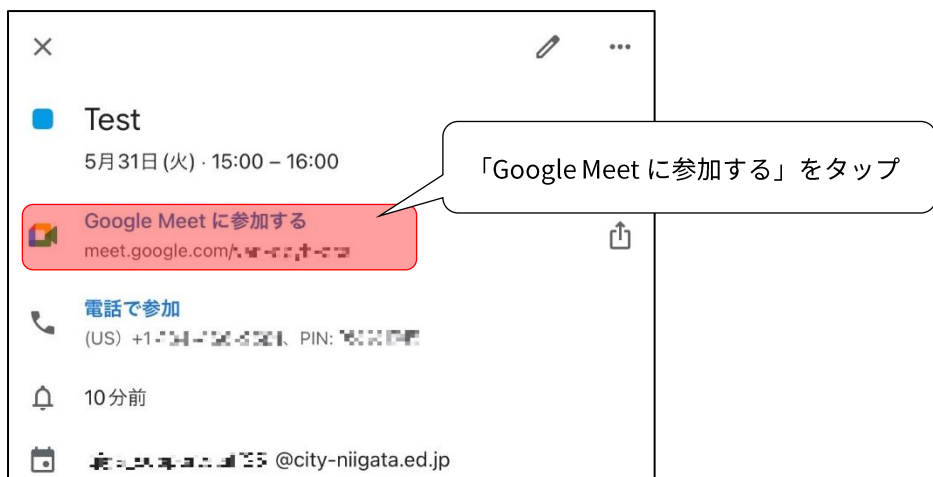 Test
5月31日 (火) · 15:00 – 16:00
「Google Meet に参加する」をタップ
Google Meet に参加する
meet.google.com/
電話で参加
(US) +1 、PIN:
10 分前
@city-niigata.ed.jp